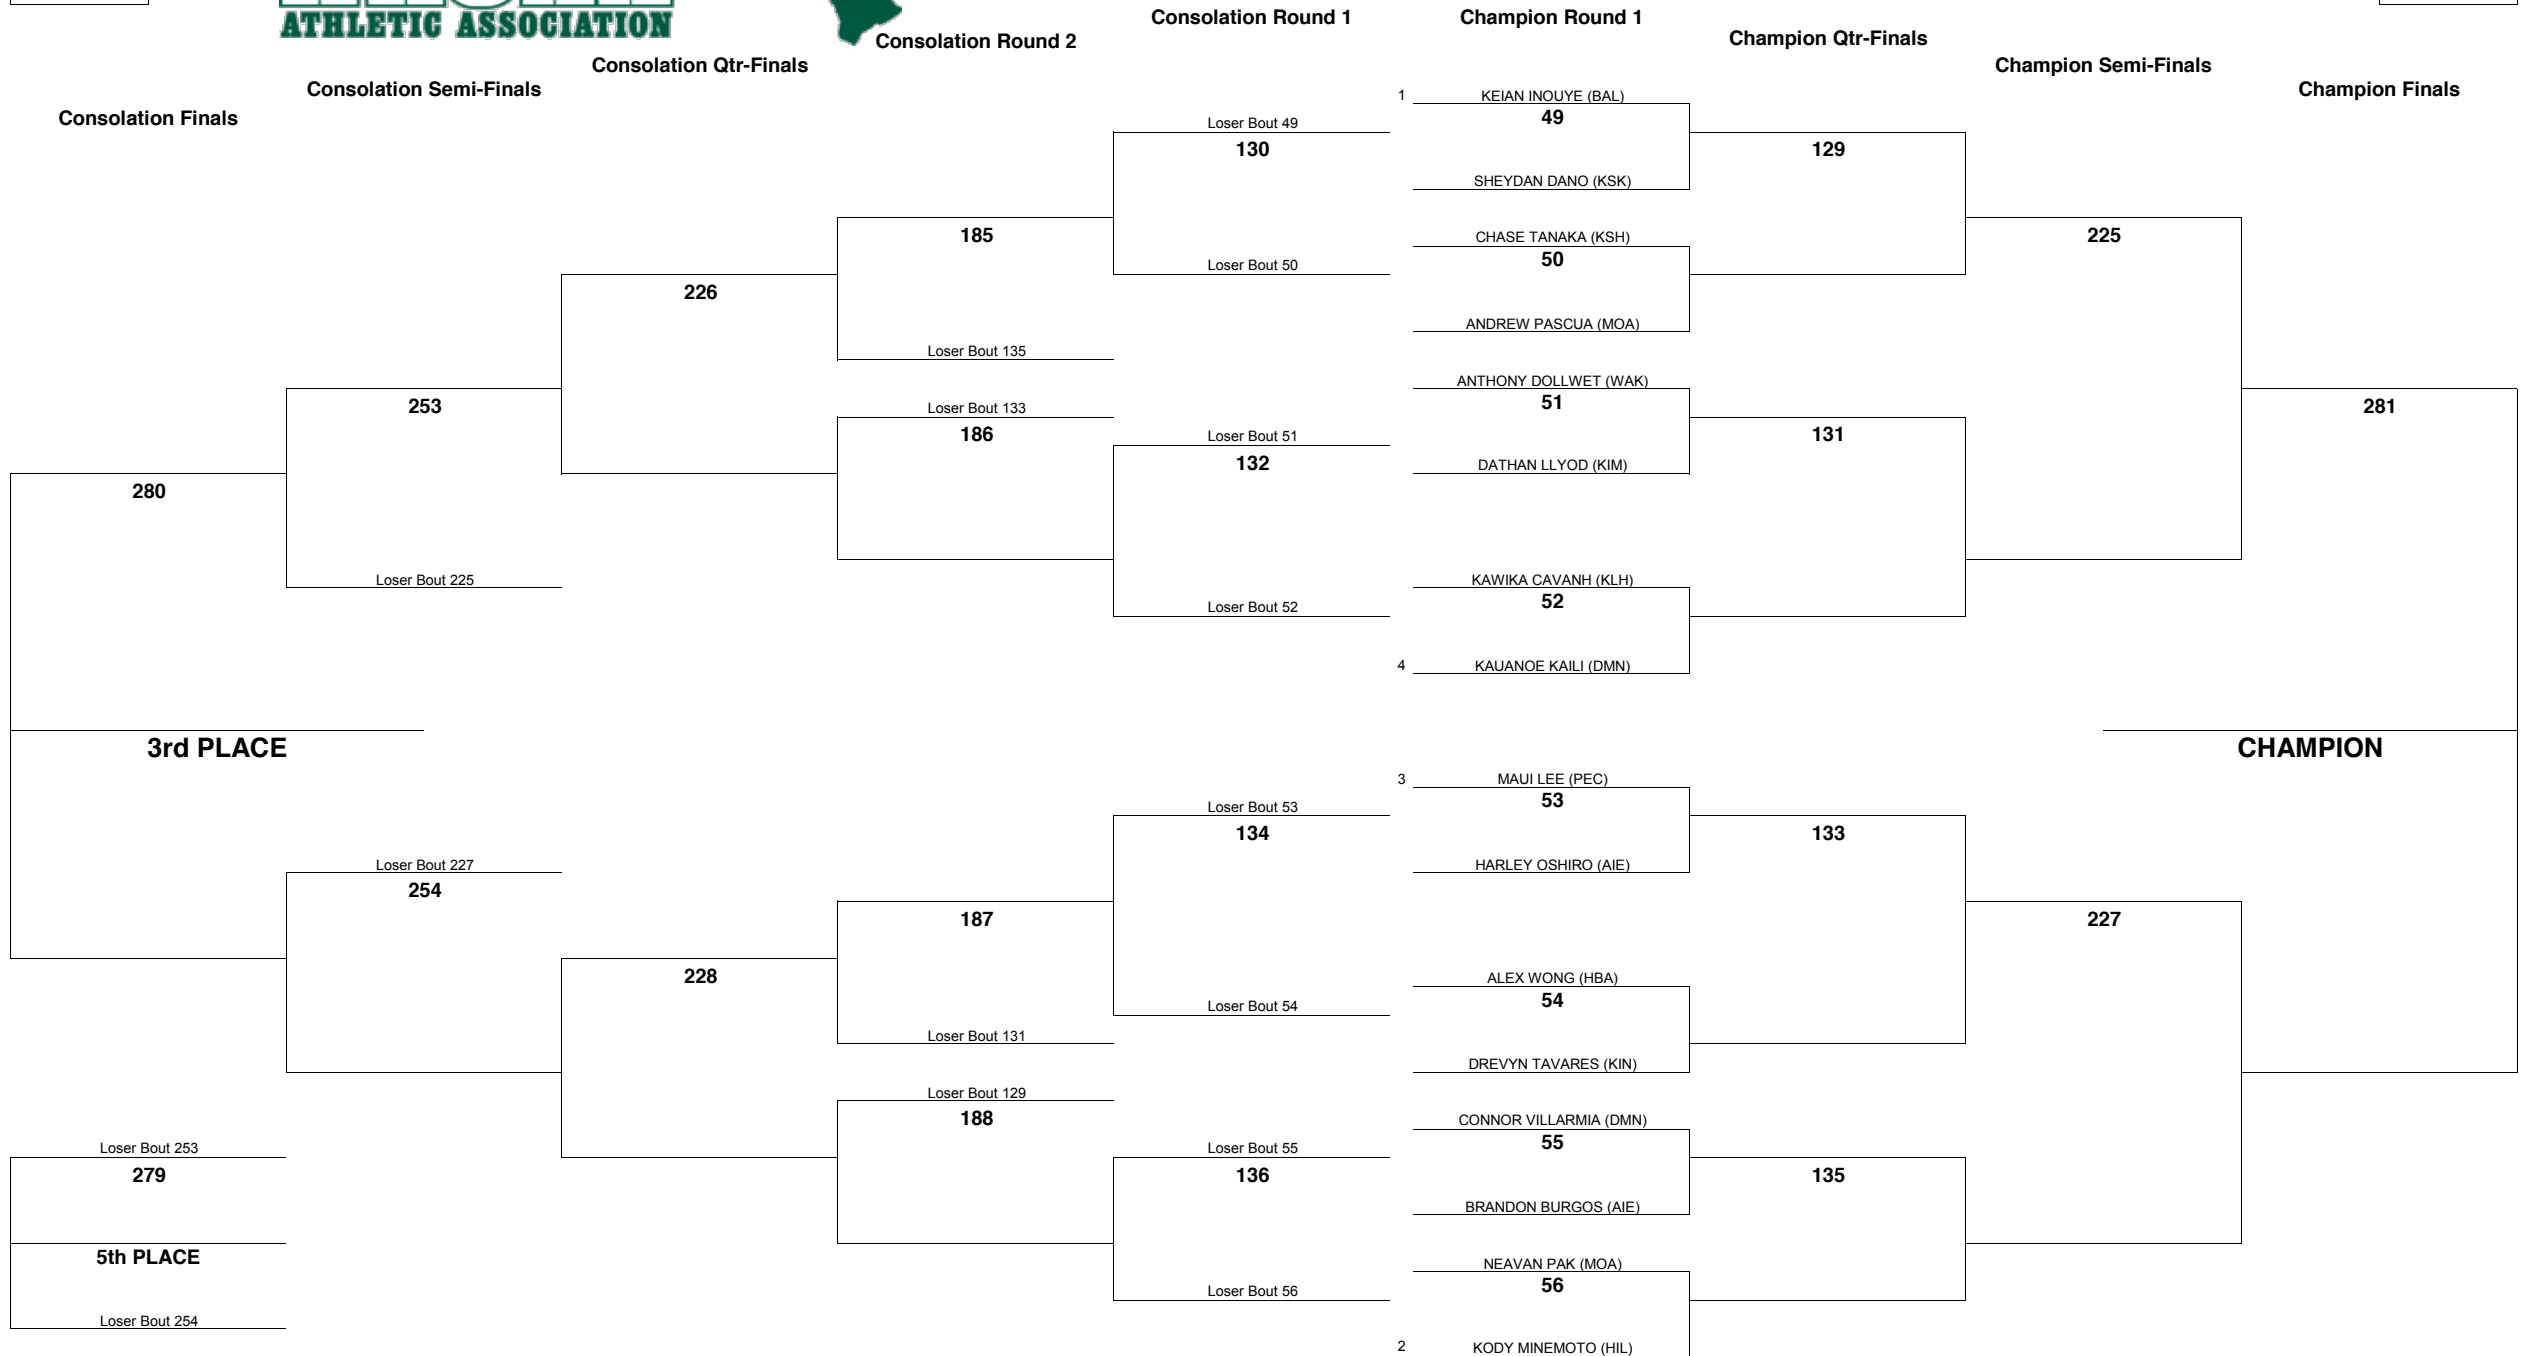 ATHLETIC ASSOCIATION
Consolation Round 1
Champion Round 1
Consolation Round 2
Champion Qtr-Finals
Consolation Qtr-Finals
Champion Semi-Finals
Consolation Semi-Finals
Champion Finals
Consolation Finals
1 KEIAN INOUYE (BAL)
49
Loser Bout 49
130
129
SHEYDAN DANO (KSK)
185
225
CHASE TANAKA (KSH)
50
Loser Bout 50
226
ANDREW PASCUA (MOA)
Loser Bout 135
ANTHONY DOLLWET (WAK)
51
253
281
Loser Bout 133
186
131
Loser Bout 51
132
DATHAN LLYOD (KIM)
280
Loser Bout 225
KAWIKA CAVANH (KLH)
52
Loser Bout 52
4 KAUANOE KAILI (DMN)
3rd PLACE
CHAMPION
3 MAUI LEE (PEC)
53
Loser Bout 53
134
133
Loser Bout 227
254
HARLEY OSHIRO (AIE)
187
227
228
ALEX WONG (HBA)
54
Loser Bout 54
Loser Bout 131
DREVYN TAVARES (KIN)
Loser Bout 129
188
CONNOR VILLARMIA (DMN)
55
Loser Bout 253
279
Loser Bout 55
136
135
BRANDON BURGOS (AIE)
5th PLACE
NEAVAN PAK (MOA)
56
Loser Bout 56
Loser Bout 254
2 KODY MINEMOTO (HIL)